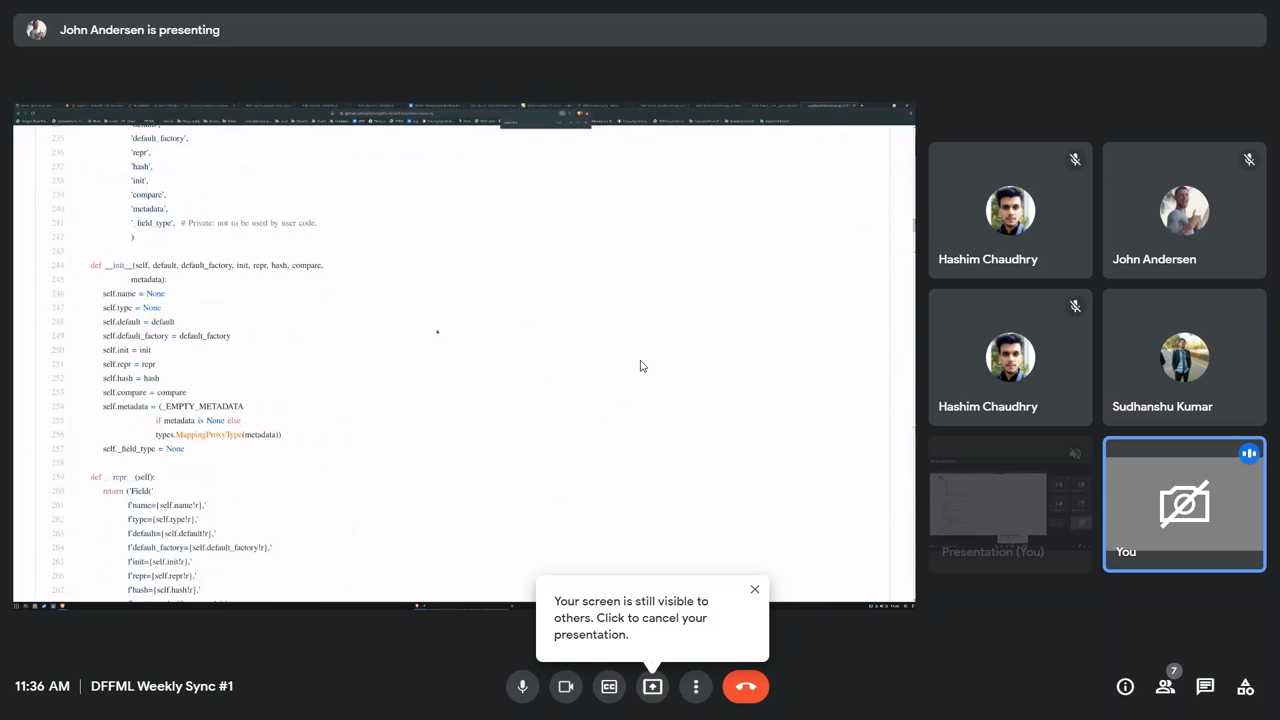 John Andersen is presenting
235
'default_factory',
236
'repr',
237
'hash',
238
'init',
239
'compare',
240
'metadata',
241
'_field_type', # Private: not to be used by user code.
242
)
243
244
def __init__(self, default, default_factory, init, repr, hash, compare,
245
metadata):
246
self.name = None
247
self.type = None
248
self.default = default
249
self.default_factory = default_factory
250
self.init = init
251
self.repr = repr
252
self.hash = hash
253
self.compare = compare
254
self.metadata = (_EMPTY_METADATA
255
if metadata is None else
256
types.MappingProxyType(metadata))
257
self._field_type = None
258
259
def __repr__(self):
260
return ('Field('
261
f'name={self.name!r},'
262
f'type={self.type!r},'
263
f'default={self.default!r},'
264
f'default_factory={self.default_factory!r},'
265
f'init={self.init!r},'
266
f'repr={self.repr!r},'
267
f'hash={self.hash!r},'
Hashim Chaudhry
John Andersen
Hashim Chaudhry
Sudhanshu Kumar
Presentation (You)
You
Your screen is still visible to
others. Click to cancel your
presentation.
11:36 AM
DFFML Weekly Sync #1
7